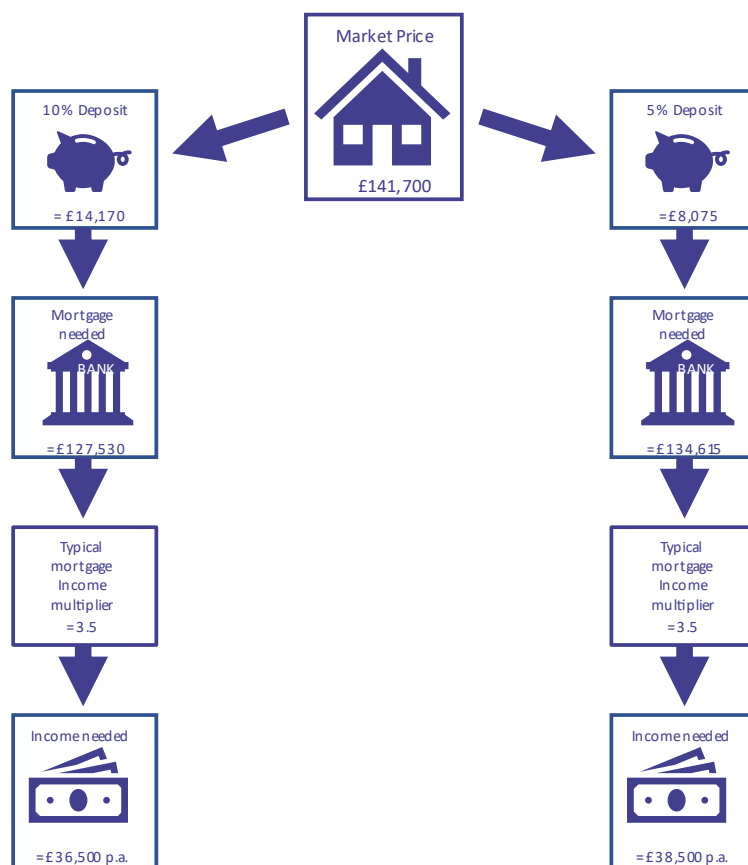 Market Price
£141,700
10% Deposit
= £14,170
Mortgage
needed
BANK
=£127,530
Typical
mortgage
Income
multiplier
=3.5
Income needed
=£36,500 p.a.
5% Deposit
=£8,075
Mortgage
needed
BANK
=£134,615
Typical
mortgage
Income
multiplier
=3.5
Income needed
=£38,500 p.a.